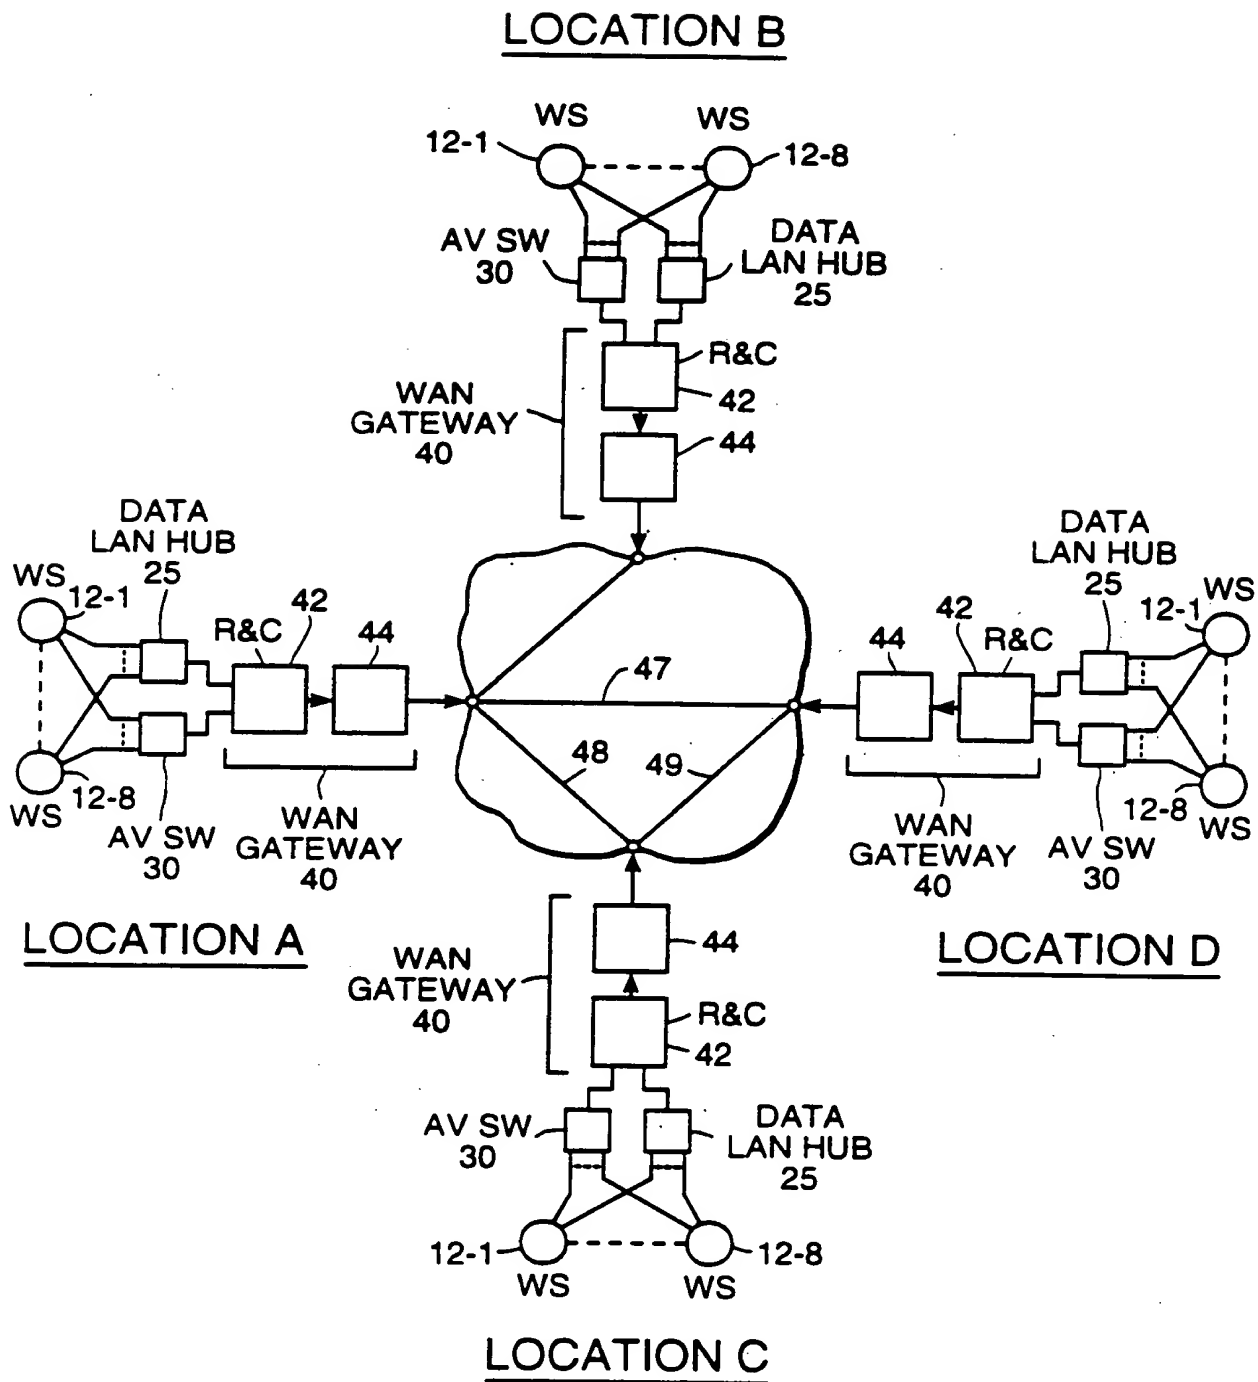 LOCATION B
WS WS
12-1 12-8
AV SW
30
DATA
LAN HUB
25
R&C
42
WAN
GATEWAY
40
44
DATA
LAN HUB
25
WS
12-1
R&C
42
44
12-8
WS
AV SW
30
WAN
GATEWAY
40
LOCATION A
47
48
49
DATA
LAN HUB
25
WS
12-1
44
42
R&C
12-8
WS
WAN
GATEWAY
40
AV SW
30
LOCATION D
WAN
GATEWAY
40
44
R&C
42
AV SW
30
DATA
LAN HUB
25
12-1 12-8
WS WS
LOCATION C